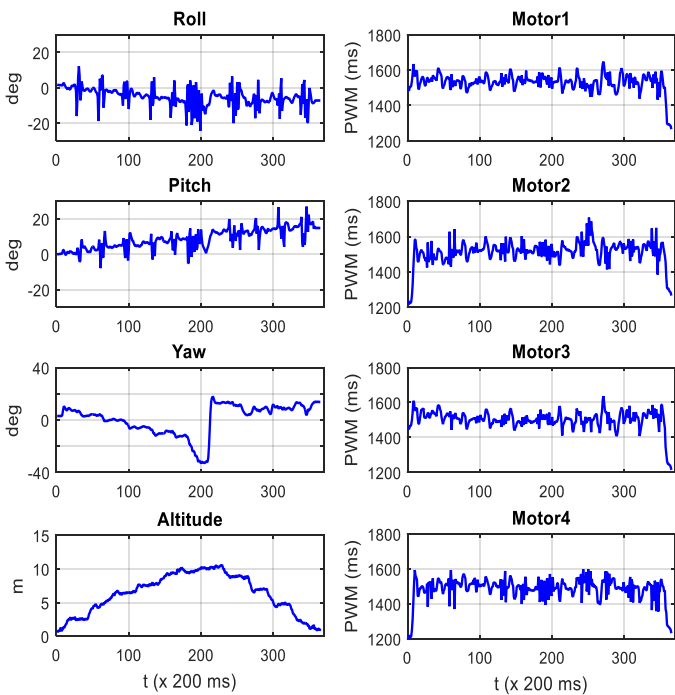 Roll
20
0
-20
deg
0 100 200 300
Pitch
20
0
-20
deg
0 100 200 300
Yaw
40
0
-40
deg
0 100 200 300
Altitude
15
10
5
0
m
0 100 200 300
t (x 200 ms)
Motor1
1800
1600
1400
1200
PWM (ms)
0 100 200 300
Motor2
1800
1600
1400
1200
PWM (ms)
0 100 200 300
Motor3
1800
1600
1400
1200
PWM (ms)
0 100 200 300
Motor4
1800
1600
1400
1200
PWM (ms)
0 100 200 300
t (x 200 ms)